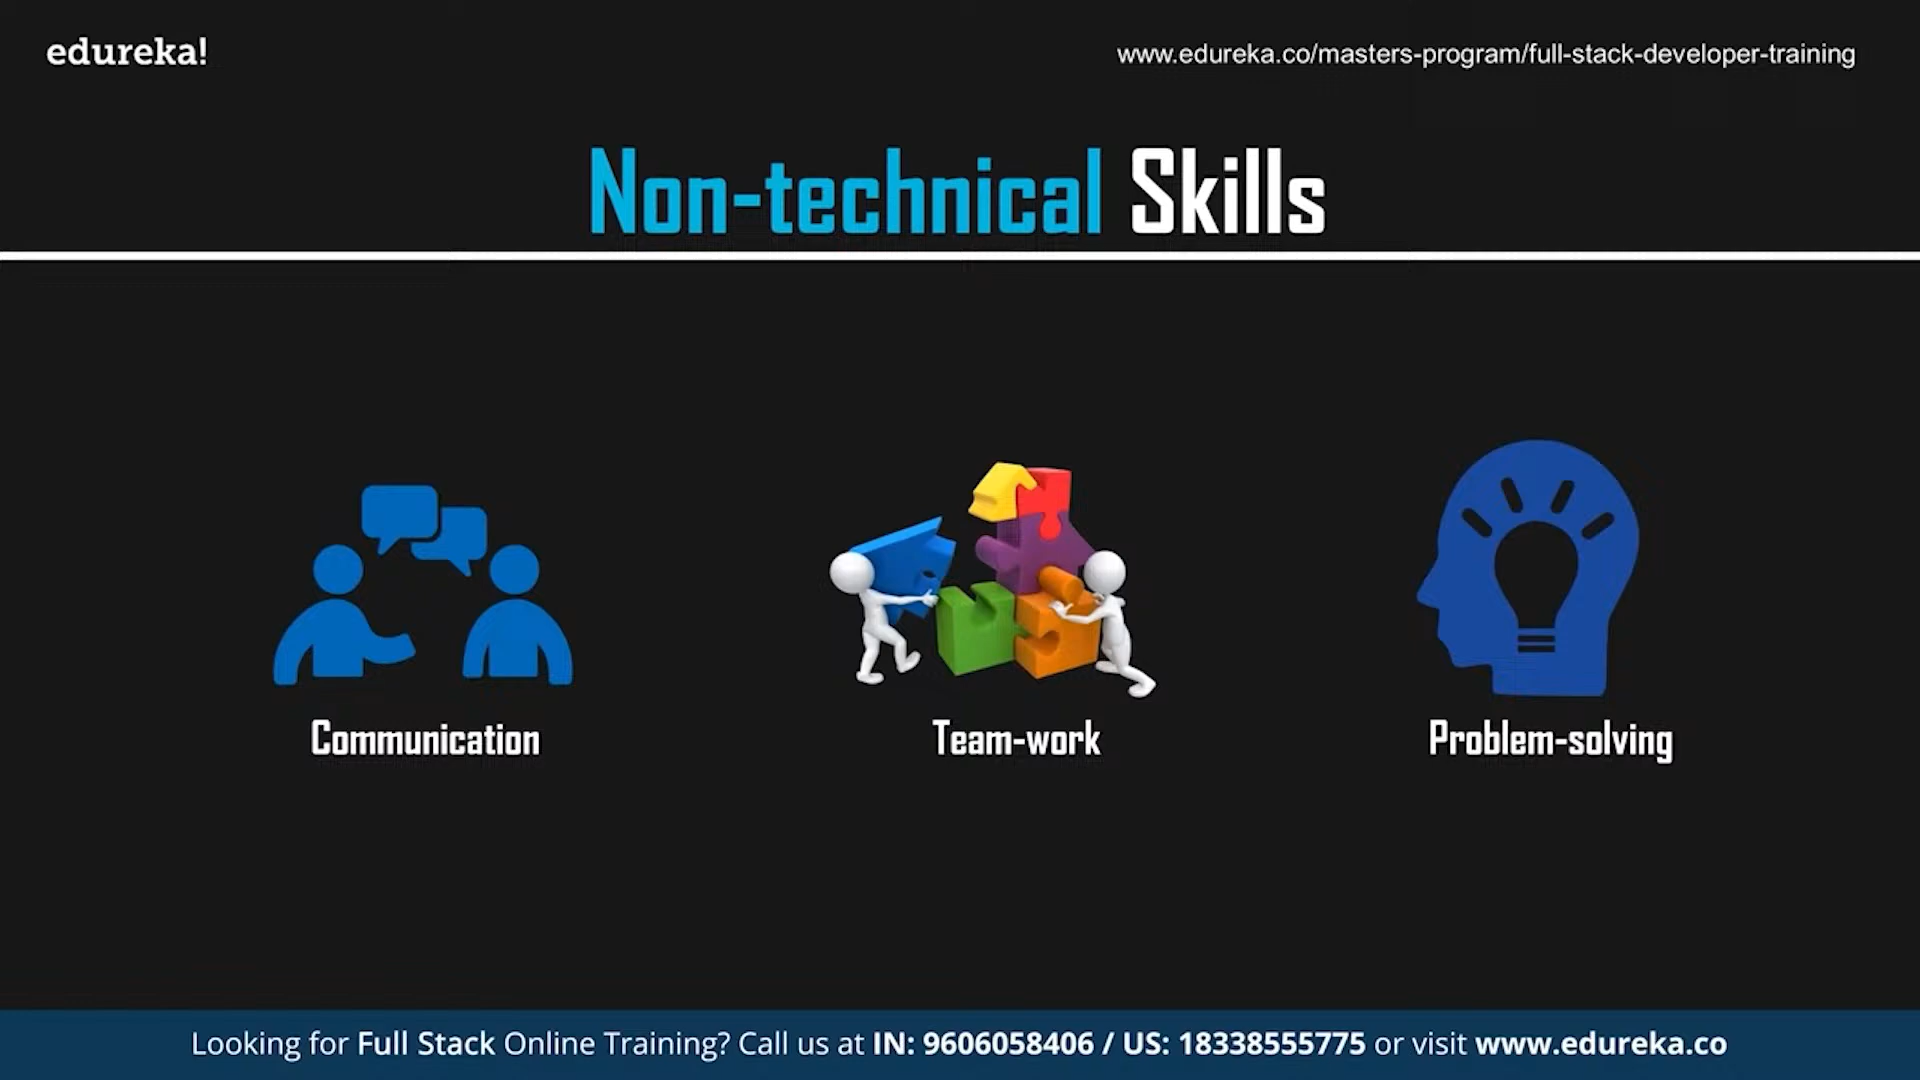 edureka!
www.edureka.co/masters-program/full-stack-developer-training
Non-technical Skills
Communication
Team-work
Problem-solving
Looking for Full Stack Online Training? Call us at IN: 9606058406 / US: 18338555775 or visit www.edureka.co